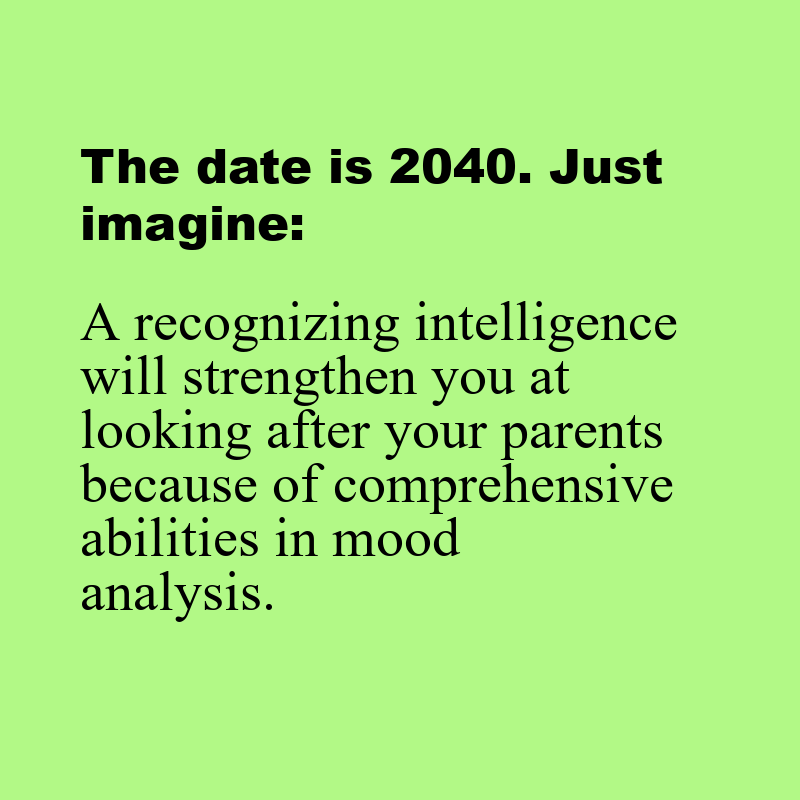 The date is 2040. Just
imagine:
A recognizing intelligence
will strengthen you at
looking after your parents
because of comprehensive
abilities in mood
analysis.